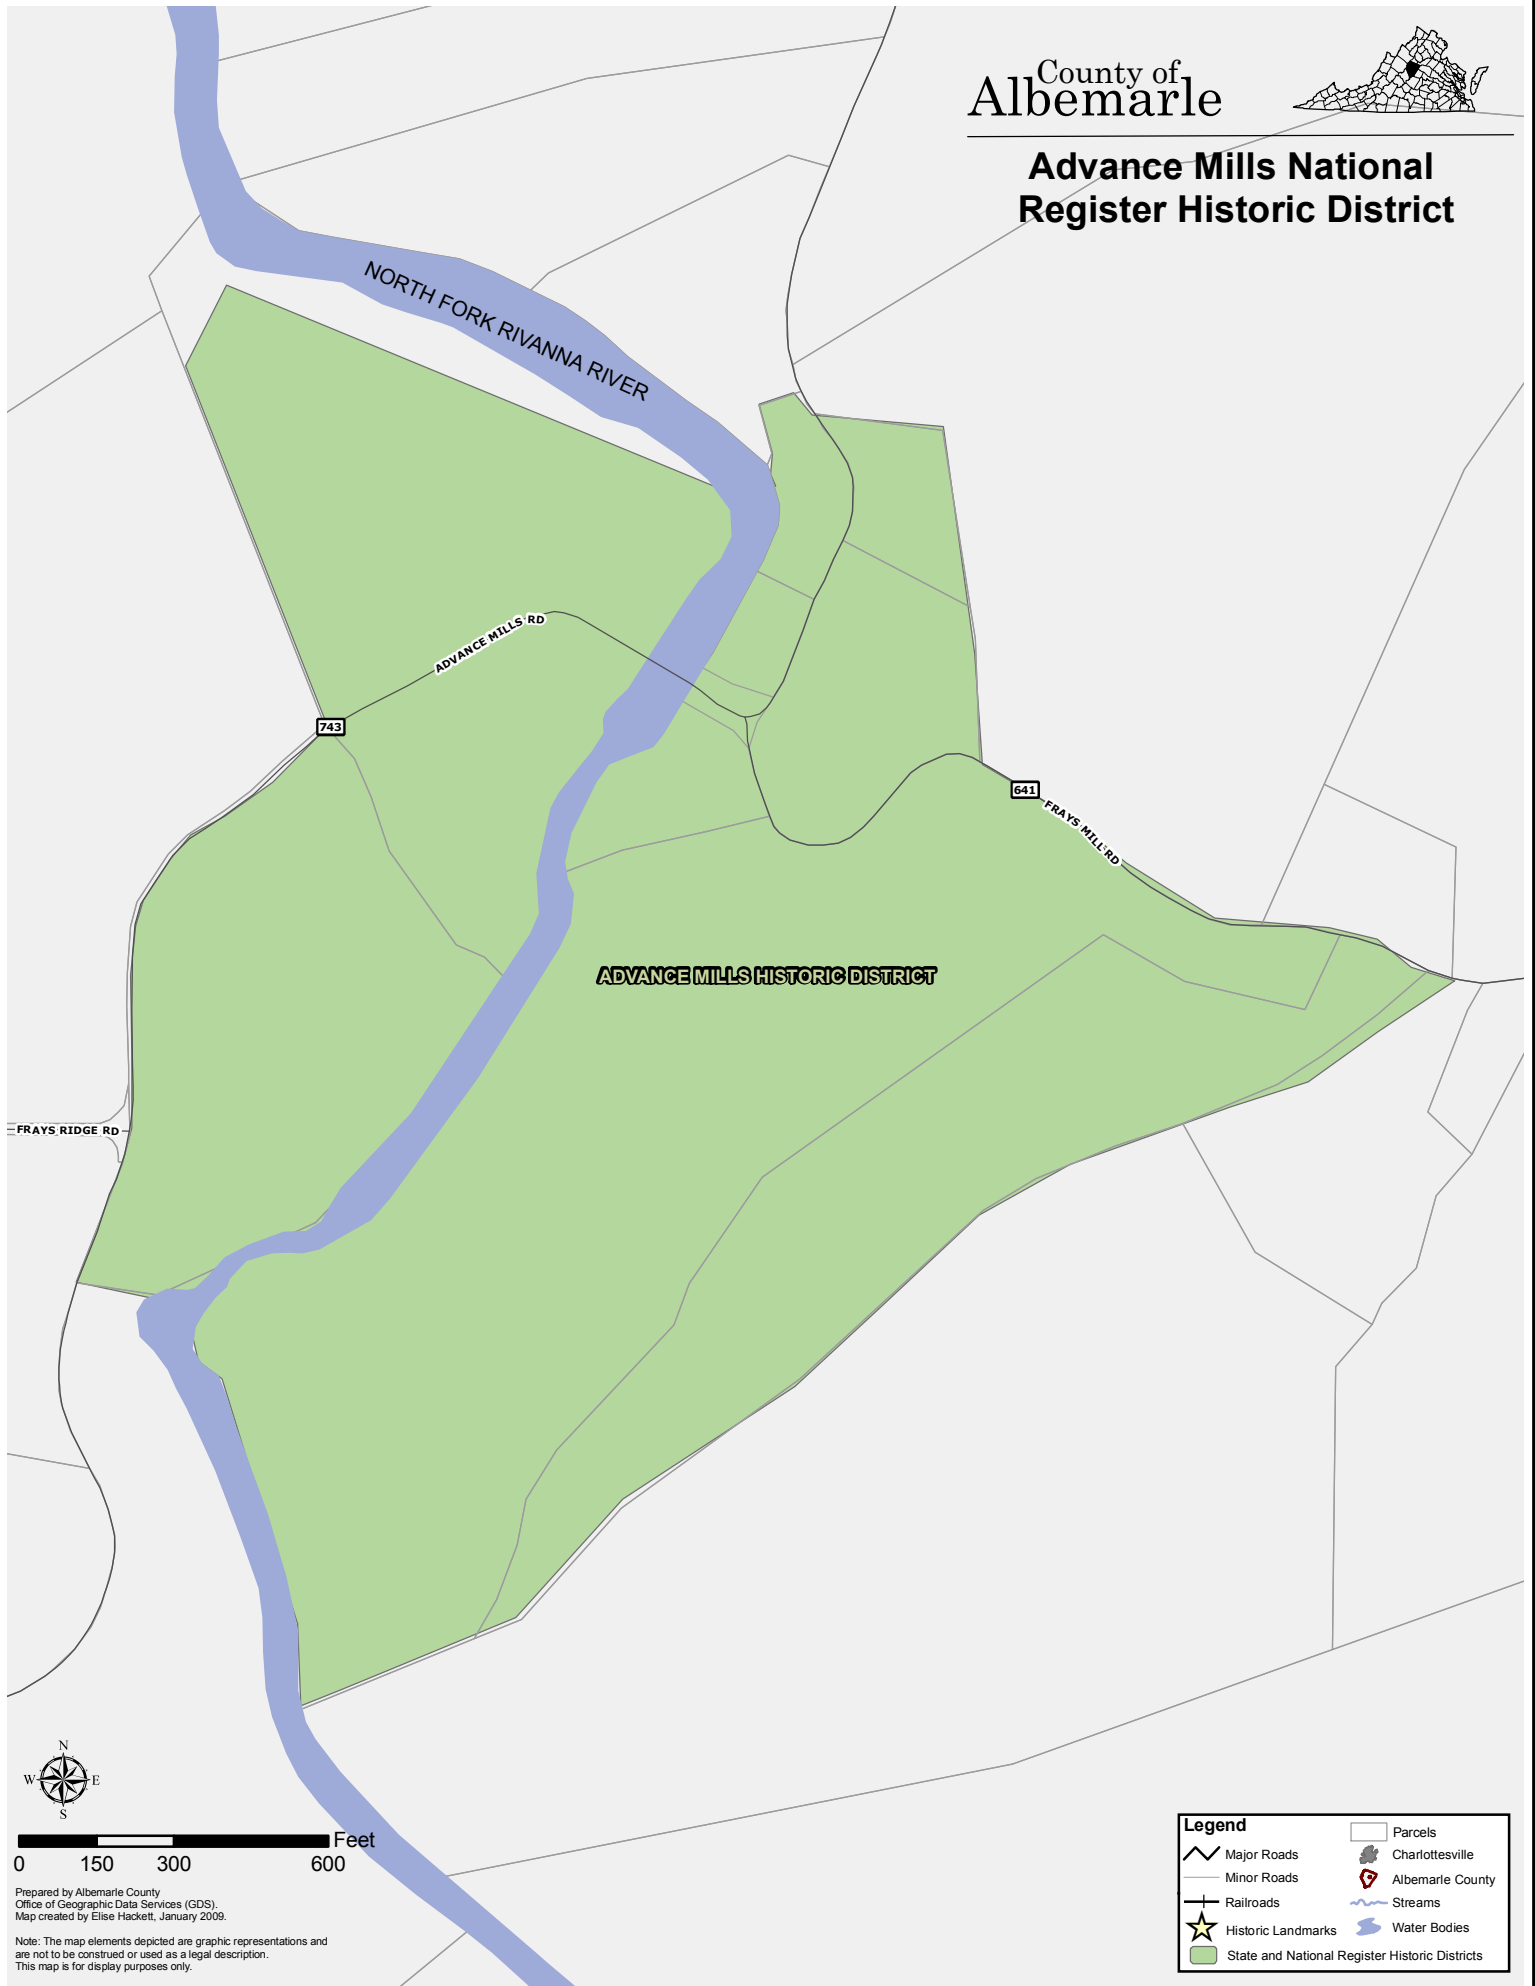 County of
Albemarle
Advance Mills National
Register Historic District
NORTH FORK RIVANNA RIVER
ADVANCE MILLS RD
743
641
FRAYS MILL RD
ADVANCE MILLS HISTORIC DISTRICT
FRAYS RIDGE RD
N
W E
S
Feet
0 150 300 600
Prepared by Albemarle County
Office of Geographic Data Services (GDS).
Map created by Elise Hackett, January 2009.
Note: The map elements depicted are graphic representations and
are not to be construed or used as a legal description.
This map is for display purposes only.
Legend
Major Roads
Minor Roads
Railroads
Historic Landmarks
State and National Register Historic Districts
Parcels
Charlottesville
Albemarle County
Streams
Water Bodies